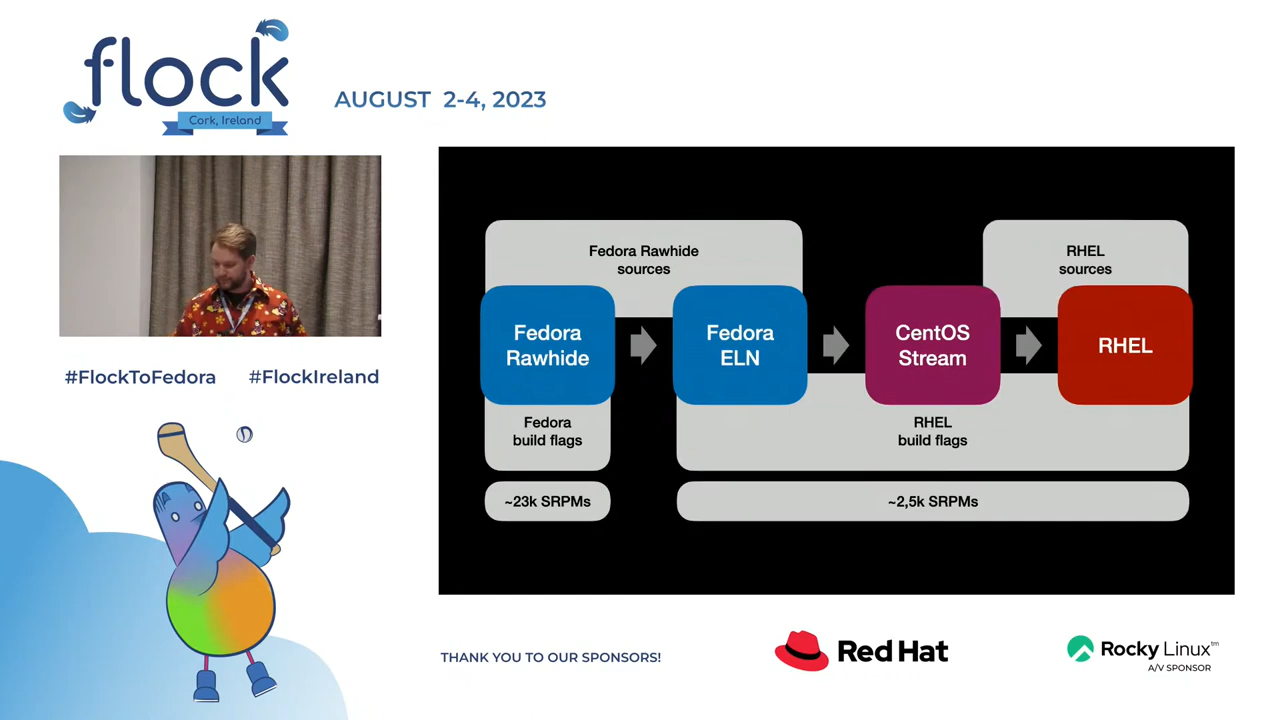 flock
Cork, Ireland
AUGUST 2-4, 2023
#FlockToFedora #FlockIreland
Fedora Rawhide
sources
RHEL
sources
Fedora
Rawhide
Fedora
ELN
CentOS
Stream
RHEL
Fedora
build flags
RHEL
build flags
~23k SRPMs
~2,5k SRPMs
THANK YOU TO OUR SPONSORS!
Red Hat
Rocky Linux™
A/V SPONSOR